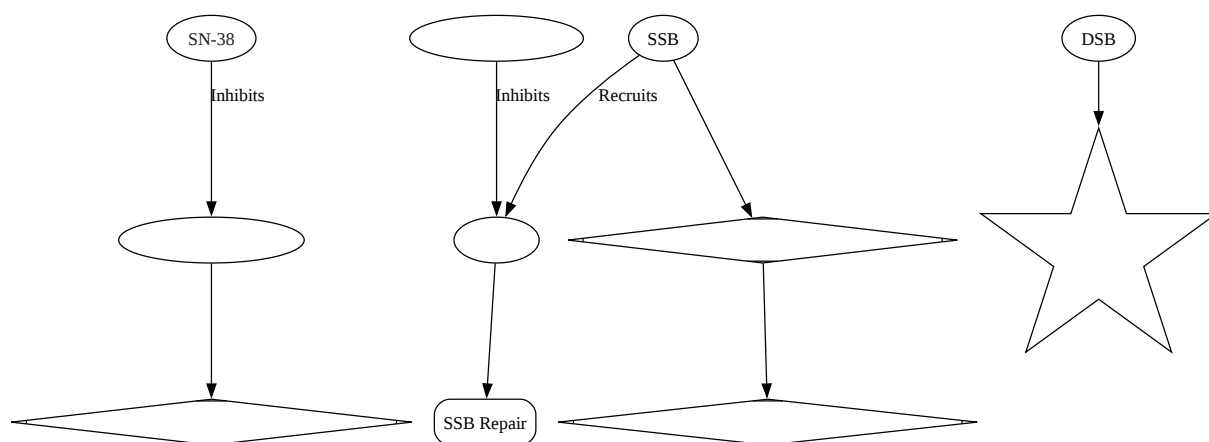 SN-38
SSB
DSB
Inhibits
Inhibits
Recruits
SSB Repair